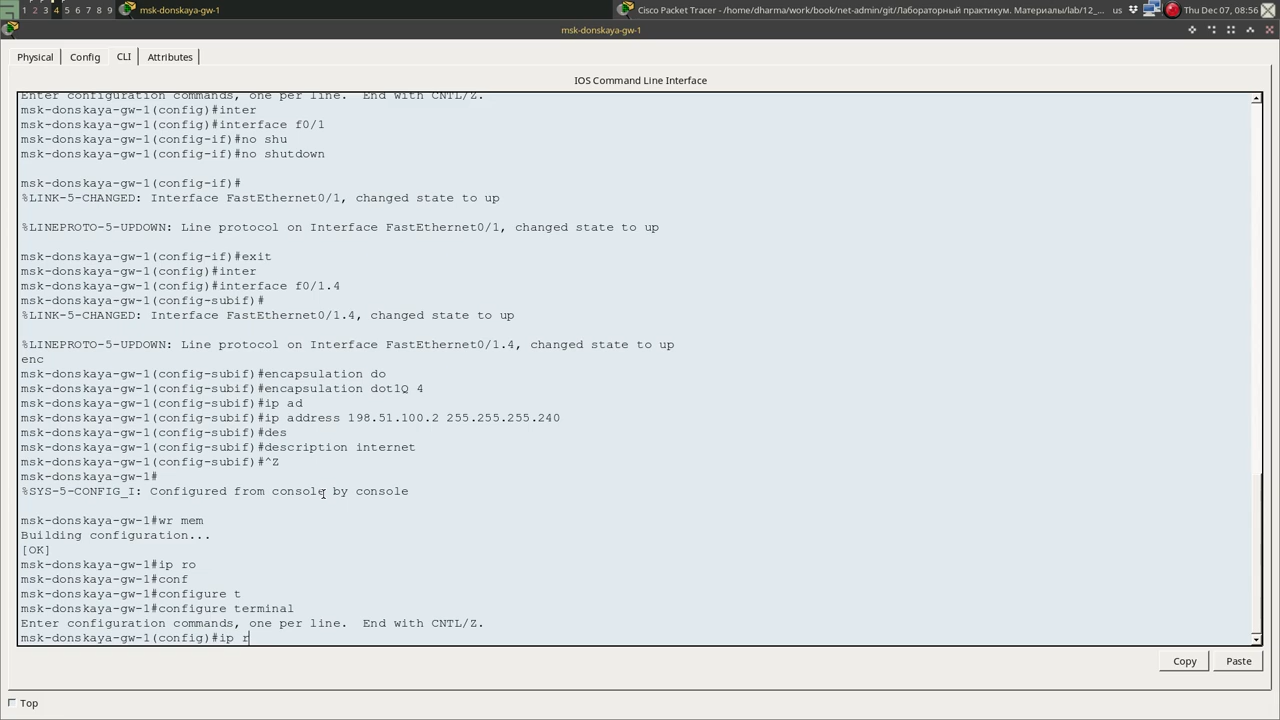 1 2 3 4 5 6 7 8 9 msk-donskaya-gw-1 Cisco Packet Tracer - /home/dharma/work/book/net-admin/git/Лабораторный практикум. Материалы/lab/12_... us Thu Dec 07, 08:56
msk-donskaya-gw-1
Physical Config CLI Attributes
IOS Command Line Interface
Enter configuration commands, one per line.  End with CNTL/Z.
msk-donskaya-gw-1(config)#inter
msk-donskaya-gw-1(config)#interface f0/1
msk-donskaya-gw-1(config-if)#no shu
msk-donskaya-gw-1(config-if)#no shutdown
msk-donskaya-gw-1(config-if)#
%LINK-5-CHANGED: Interface FastEthernet0/1, changed state to up
%LINEPROTO-5-UPDOWN: Line protocol on Interface FastEthernet0/1, changed state to up
msk-donskaya-gw-1(config-if)#exit
msk-donskaya-gw-1(config)#inter
msk-donskaya-gw-1(config)#interface f0/1.4
msk-donskaya-gw-1(config-subif)#
%LINK-5-CHANGED: Interface FastEthernet0/1.4, changed state to up
%LINEPROTO-5-UPDOWN: Line protocol on Interface FastEthernet0/1.4, changed state to up
enc
msk-donskaya-gw-1(config-subif)#encapsulation do
msk-donskaya-gw-1(config-subif)#encapsulation dot1Q 4
msk-donskaya-gw-1(config-subif)#ip ad
msk-donskaya-gw-1(config-subif)#ip address 198.51.100.2 255.255.255.240
msk-donskaya-gw-1(config-subif)#des
msk-donskaya-gw-1(config-subif)#description internet
msk-donskaya-gw-1(config-subif)#^Z
msk-donskaya-gw-1#
%SYS-5-CONFIG_I: Configured from console by console
msk-donskaya-gw-1#wr mem
Building configuration...
[OK]
msk-donskaya-gw-1#ip ro
msk-donskaya-gw-1#conf
msk-donskaya-gw-1#configure t
msk-donskaya-gw-1#configure terminal
Enter configuration commands, one per line.  End with CNTL/Z.
msk-donskaya-gw-1(config)#ip r
Copy Paste
Top